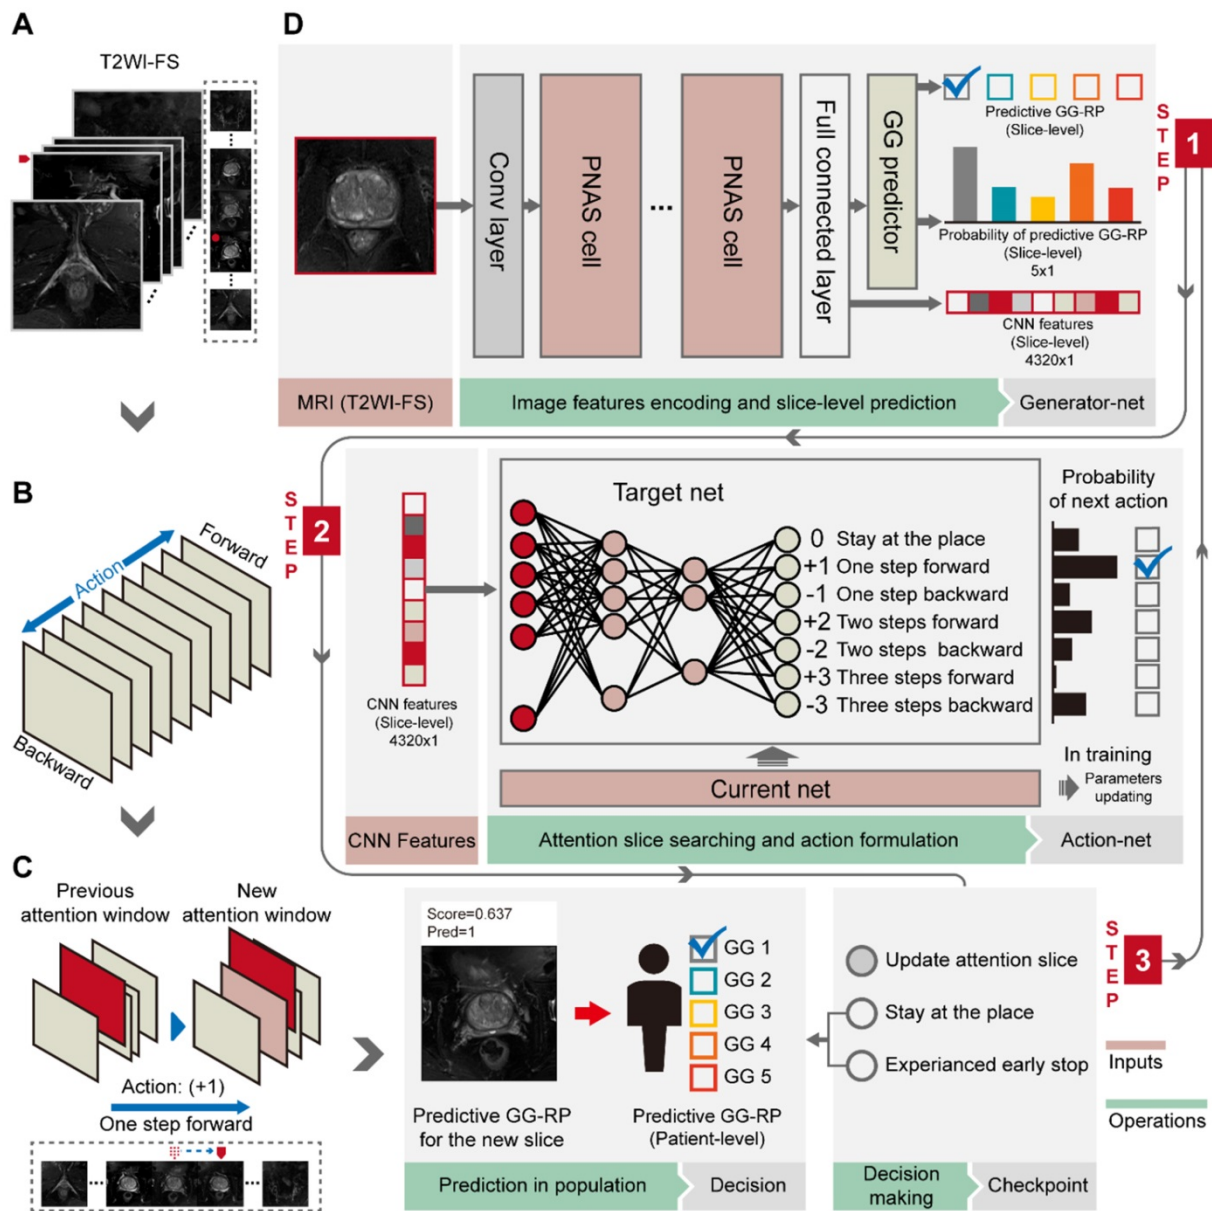 A
T2WI-FS
D
MRI (T2WI-FS)
Conv layer
PNAS cell
...
PNAS cell
Full connected layer
GG predictor
Predictive GG-RP
(Slice-level)
Probability of predictive GG-RP
(Slice-level)
5x1
CNN features
(Slice-level)
4320x1
Image features encoding and slice-level prediction
Generator-net
STEP
1
B
Forward
Action
Backward
STEP
2
CNN features
(Slice-level)
4320x1
CNN Features
Target net
0 Stay at the place
+1 One step forward
-1 One step backward
+2 Two steps forward
-2 Two steps backward
+3 Three steps forward
-3 Three steps backward
Probability
of next action
Current net
In training
Parameters
updating
Attention slice searching and action formulation
Action-net
C
Previous
attention window
New
attention window
Action: (+1)
One step forward
Score=0.637
Pred=1
GG 1
GG 2
GG 3
GG 4
GG 5
Predictive GG-RP
for the new slice
Predictive GG-RP
(Patient-level)
Prediction in population
Decision
Update attention slice
Stay at the place
Experianced early stop
Decision
making
Checkpoint
STEP
3
Inputs
Operations